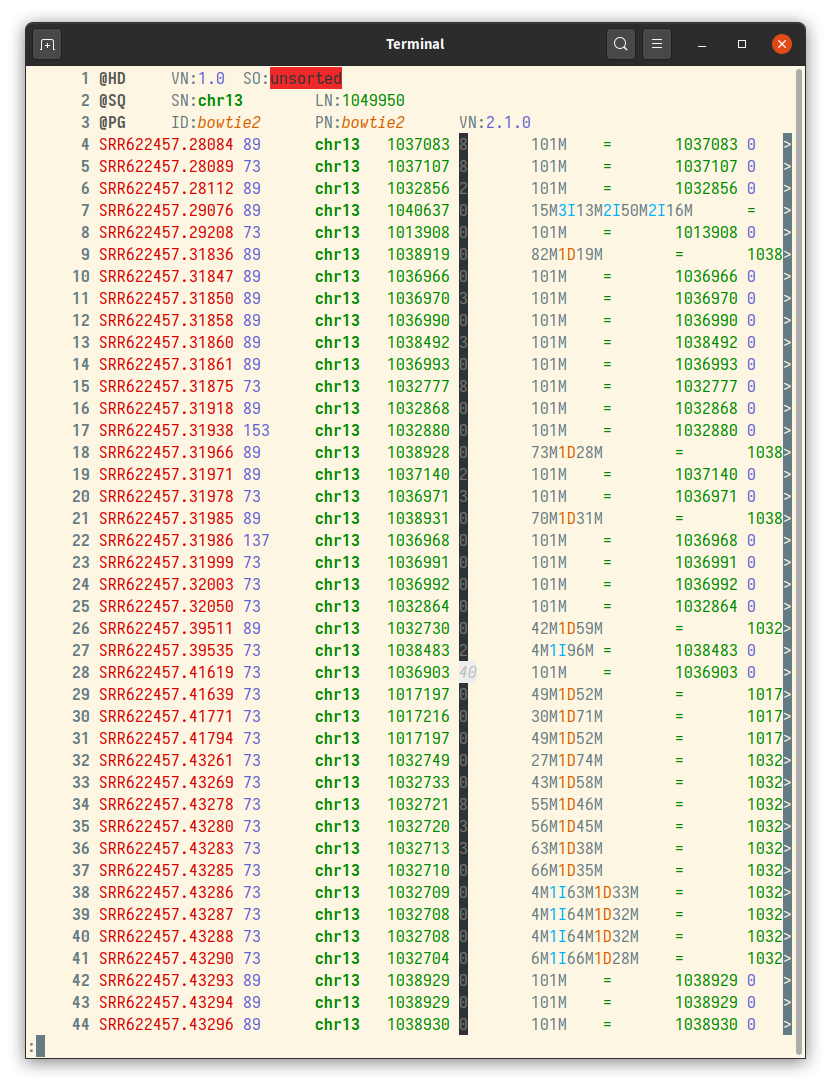 Terminal
1 @HD VN:1.0 SO:unsorted
2 @SQ SN:chr13 LN:1049950
3 @PG ID:bowtie2 PN:bowtie2 VN:2.1.0
4 SRR622457.28084 89 chr13 1037083 8 101M = 1037083 0 >
5 SRR622457.28089 73 chr13 1037107 8 101M = 1037107 0 >
6 SRR622457.28112 89 chr13 1032856 2 101M = 1032856 0 >
7 SRR622457.29076 89 chr13 1040637 0 15M3I13M2I50M2I16M = >
8 SRR622457.29208 73 chr13 1013908 0 101M = 1013908 0 >
9 SRR622457.31836 89 chr13 1038919 0 82M1D19M = 1038>
10 SRR622457.31847 89 chr13 1036966 0 101M = 1036966 0 >
11 SRR622457.31850 89 chr13 1036970 3 101M = 1036970 0 >
12 SRR622457.31858 89 chr13 1036990 0 101M = 1036990 0 >
13 SRR622457.31860 89 chr13 1038492 3 101M = 1038492 0 >
14 SRR622457.31861 89 chr13 1036993 0 101M = 1036993 0 >
15 SRR622457.31875 73 chr13 1032777 8 101M = 1032777 0 >
16 SRR622457.31918 89 chr13 1032868 0 101M = 1032868 0 >
17 SRR622457.31938 153 chr13 1032880 0 101M = 1032880 0 >
18 SRR622457.31966 89 chr13 1038928 0 73M1D28M = 1038>
19 SRR622457.31971 89 chr13 1037140 2 101M = 1037140 0 >
20 SRR622457.31978 73 chr13 1036971 3 101M = 1036971 0 >
21 SRR622457.31985 89 chr13 1038931 0 70M1D31M = 1038>
22 SRR622457.31986 137 chr13 1036968 0 101M = 1036968 0 >
23 SRR622457.31999 73 chr13 1036991 0 101M = 1036991 0 >
24 SRR622457.32003 73 chr13 1036992 0 101M = 1036992 0 >
25 SRR622457.32050 73 chr13 1032864 0 101M = 1032864 0 >
26 SRR622457.39511 89 chr13 1032730 0 42M1D59M = 1032>
27 SRR622457.39535 73 chr13 1038483 2 4M1I96M = 1038483 0 >
28 SRR622457.41619 73 chr13 1036903 40 101M = 1036903 0 >
29 SRR622457.41639 73 chr13 1017197 0 49M1D52M = 1017>
30 SRR622457.41771 73 chr13 1017216 0 30M1D71M = 1017>
31 SRR622457.41794 73 chr13 1017197 0 49M1D52M = 1017>
32 SRR622457.43261 73 chr13 1032749 0 27M1D74M = 1032>
33 SRR622457.43269 73 chr13 1032733 0 43M1D58M = 1032>
34 SRR622457.43278 73 chr13 1032721 8 55M1D46M = 1032>
35 SRR622457.43280 73 chr13 1032720 3 56M1D45M = 1032>
36 SRR622457.43283 73 chr13 1032713 3 63M1D38M = 1032>
37 SRR622457.43285 73 chr13 1032710 0 66M1D35M = 1032>
38 SRR622457.43286 73 chr13 1032709 0 4M1I63M1D33M = 1032>
39 SRR622457.43287 73 chr13 1032708 0 4M1I64M1D32M = 1032>
40 SRR622457.43288 73 chr13 1032708 0 4M1I64M1D32M = 1032>
41 SRR622457.43290 73 chr13 1032704 0 6M1I66M1D28M = 1032>
42 SRR622457.43293 89 chr13 1038929 0 101M = 1038929 0 >
43 SRR622457.43294 89 chr13 1038929 0 101M = 1038929 0 >
44 SRR622457.43296 89 chr13 1038930 0 101M = 1038930 0 >
: